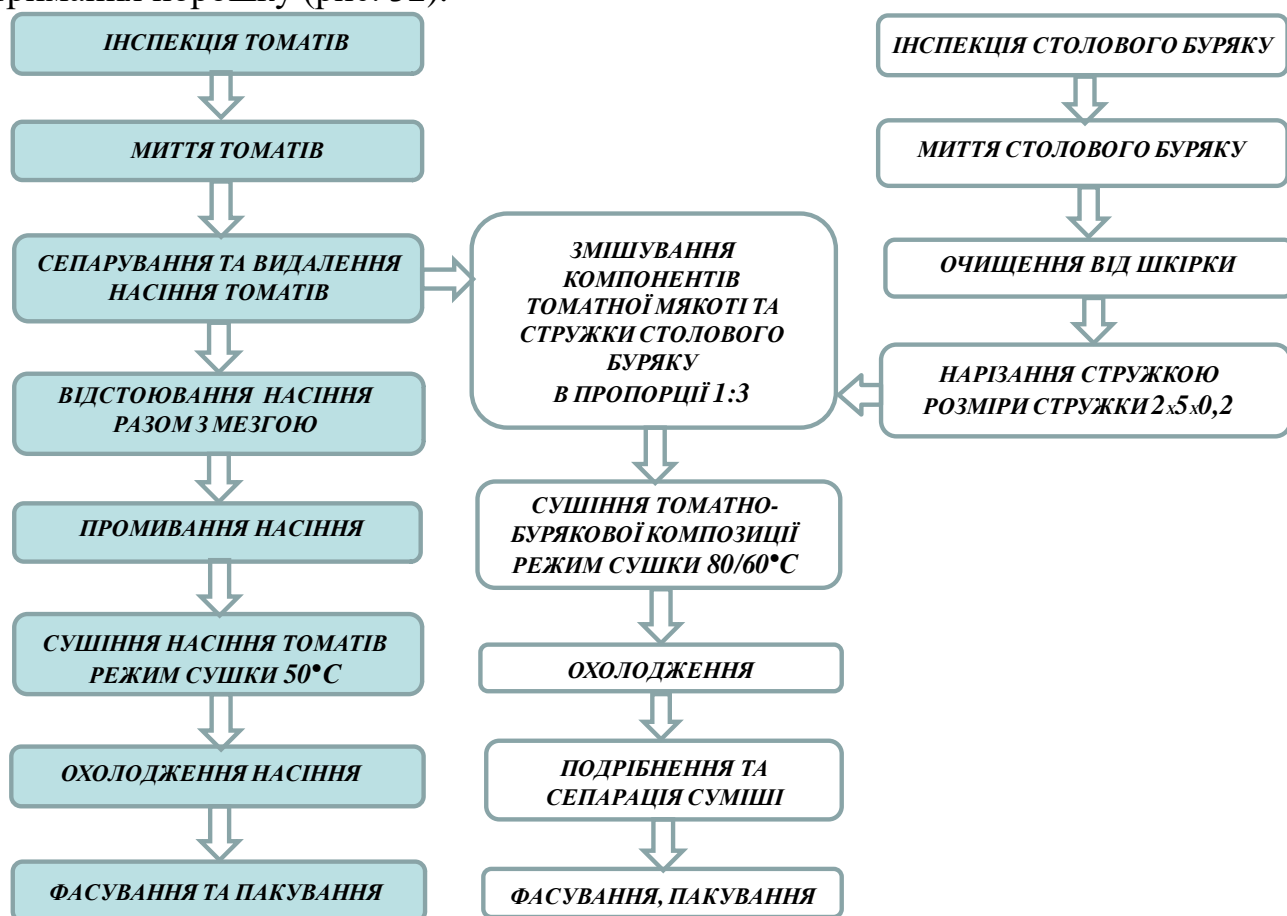 порошку (рис.
ІНСПЕКЦІЯ ТОМАТІВ
МИТТЯ ТОМАТІВ
СЕПАРУВАННЯ ТА ВИДАЛЕННЯ
НАСІННЯ ТОМАТІВ
ВІДСТОЮВАННЯ НАСІННЯ
РАЗОМ З МЕЗГОЮ
ПРОМИВАННЯ НАСІННЯ
СУШІННЯ НАСІННЯ ТОМАТІВ
РЕЖИМ СУШКИ 50•С
ОХОЛОДЖЕННЯ НАСІННЯ
ФАСУВАННЯ ТА ПАКУВАННЯ
ЗМІШУВАННЯ
КОМПОНЕНТІВ
ТОМАТНОЇ МЯКОТІ ТА
СТРУЖКИ СТОЛОВОГО
БУРЯКУ
В ПРОПОРЦІЇ 1:3
СУШІННЯ ТОМАТНО-
БУРЯКОВОЇ КОМПОЗИЦІЇ
РЕЖИМ СУШКИ 80/60•С
ОХОЛОДЖЕННЯ
ПОДРІБНЕННЯ ТА
СЕПАРАЦІЯ СУМІШІ
ФАСУВАННЯ, ПАКУВАННЯ
ІНСПЕКЦІЯ СТОЛОВОГО БУРЯКУ
МИТТЯ СТОЛОВОГО БУРЯКУ
ОЧИЩЕННЯ ВІД ШКІРКИ
НАРІЗАННЯ СТРУЖКОЮ
РОЗМІРИ СТРУЖКИ 2х5х0,2